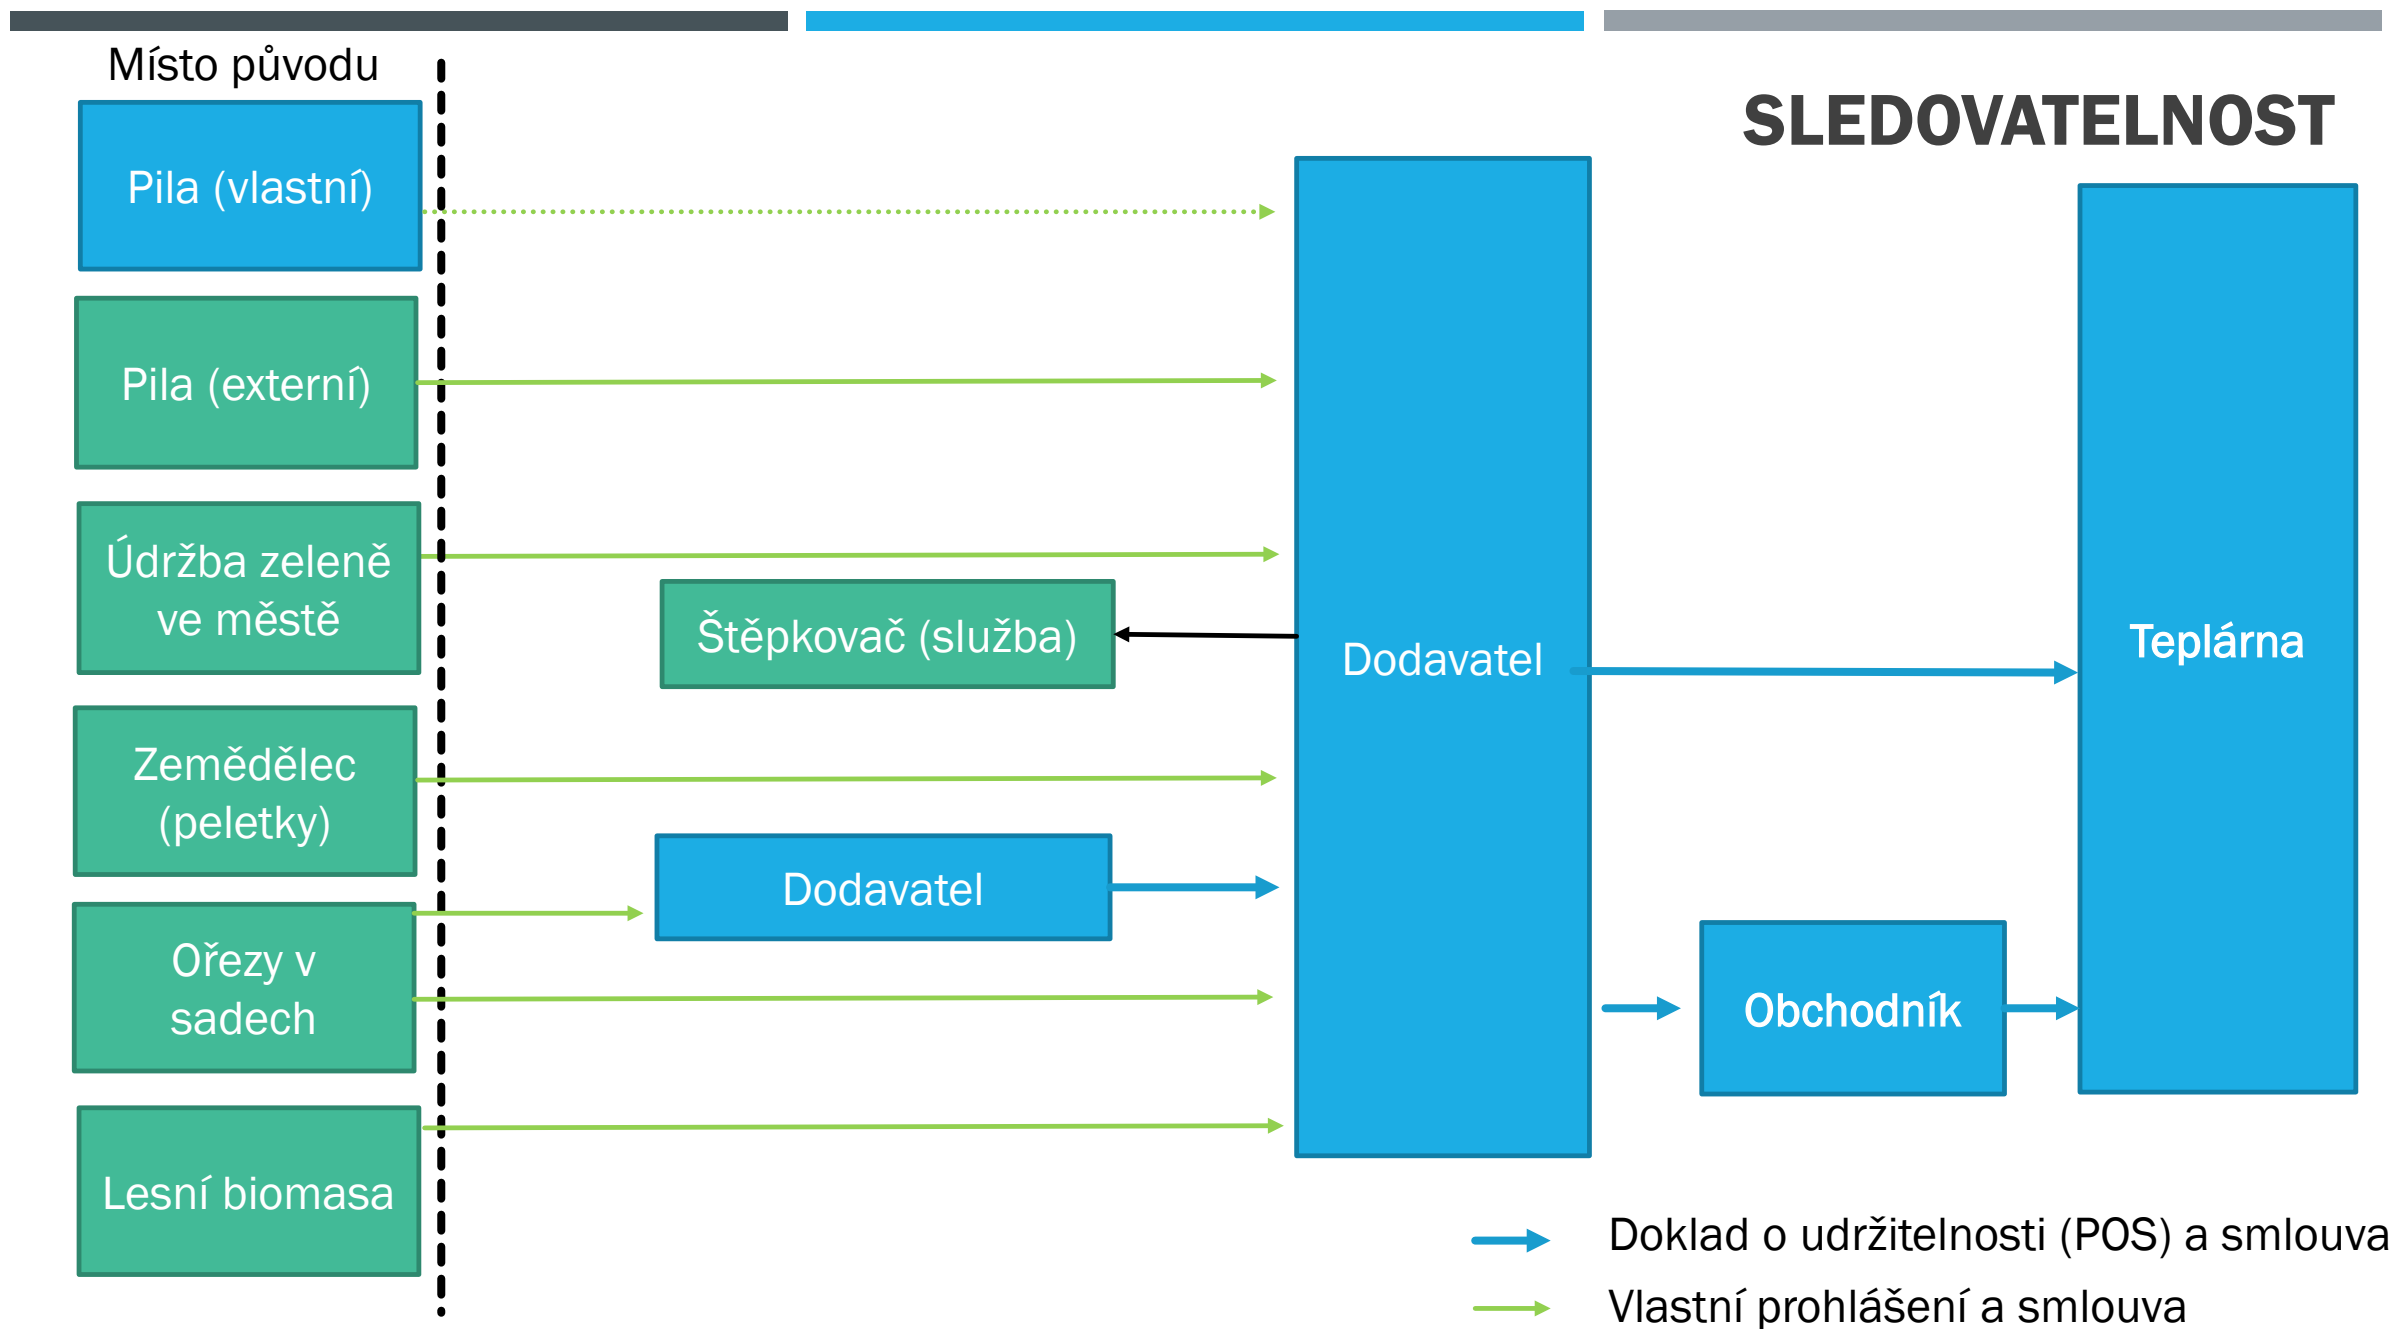 Místo původu
SLEDOVATELNOST
Pila (vlastní)
Pila (externí)
Údržba zeleně
ve městě
Štěpkovač (služba)
Dodavatel
Teplárna
Zemědělec
(peletky)
Dodavatel
Ořezy v
sadech
Obchodník
Lesní biomasa
Doklad o udržitelnosti (POS) a smlouva
Vlastní prohlášení a smlouva